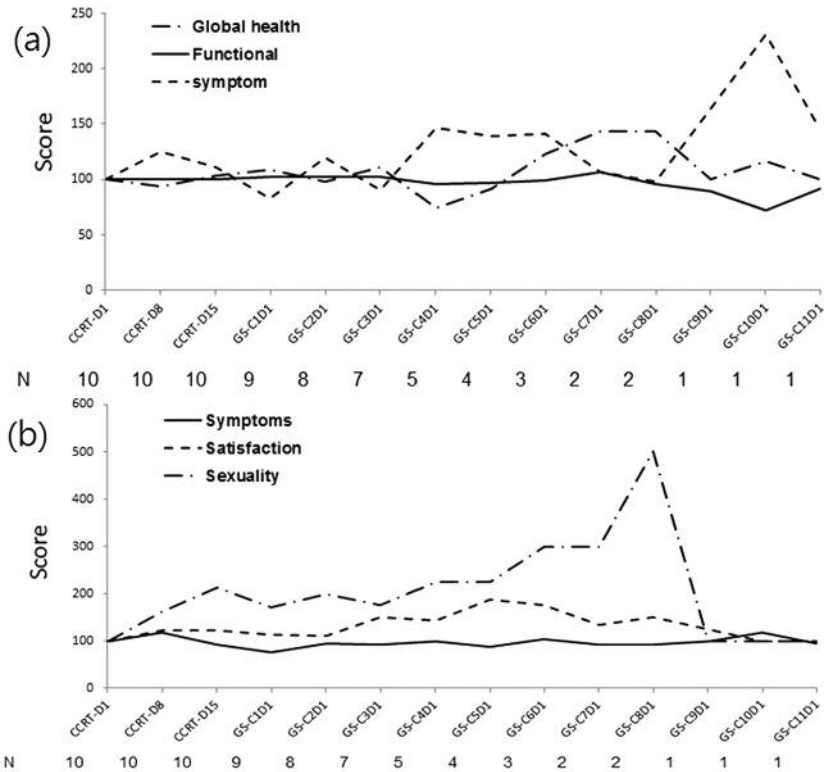 (a)
Global health
Functional
symptom
Score
250
200
150
100
50
0
CCRT-D1
CCRT-D8
CCRT-D15
GS-C1D1
GS-C2D1
GS-C3D1
GS-C4D1
GS-C5D1
GS-C6D1
GS-C7D1
GS-C8D1
GS-C9D1
GS-C10D1
GS-C11D1
N 10 10 10 9 8 7 5 4 3 2 2 1 1 1
(b)
Symptoms
Satisfaction
Sexuality
Score
600
500
400
300
200
100
0
CCRT-D1
CCRT-D8
CCRT-D15
GS-C1D1
GS-C2D1
GS-C3D1
GS-C4D1
GS-C5D1
GS-C6D1
GS-C7D1
GS-C8D1
GS-C9D1
GS-C10D1
GS-C11D1
N 10 10 10 9 8 7 5 4 3 2 2 1 1 1